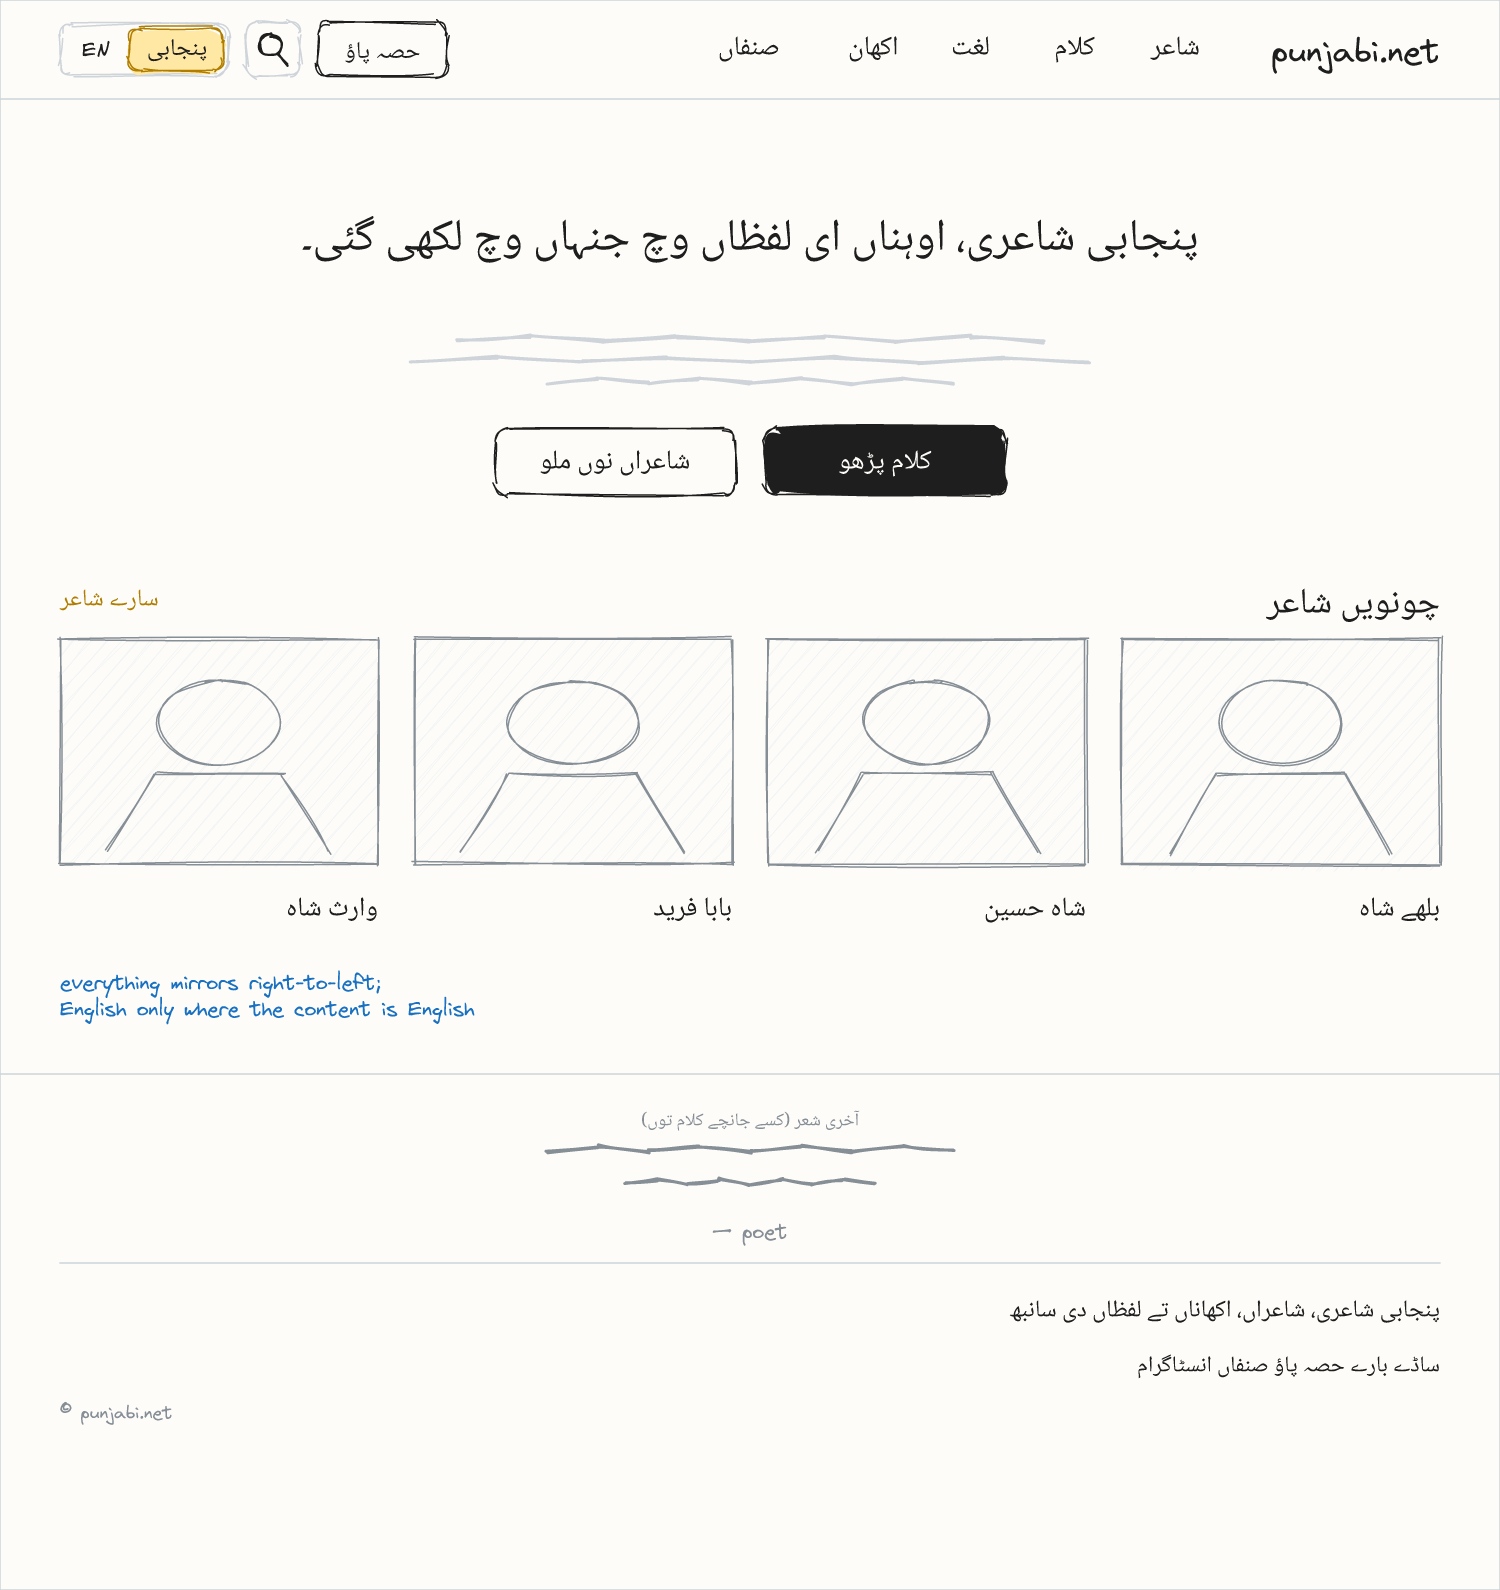 punjabi.net
شاعر
کلام
لغت
اکھان
صنفاں
حصہ پاؤ
پنجابی
EN
پنجابی شاعری، اوہناں ای لفظاں وچ جنہاں وچ لکھی گئی۔
کلام پڑھو
شاعراں نوں ملو
چونویں شاعر
سارے شاعر
بلھے شاہ
شاہ حسین
بابا فرید
وارث شاہ
everything mirrors right-to-left;
English only where the content is English
آخری شعر (کسے جانچے کلام توں)
— poet
پنجابی شاعری، شاعراں، اکھاناں تے لفظاں دی سانبھ
ساڈے بارے حصہ پاؤ صنفاں انسٹاگرام
© punjabi.net